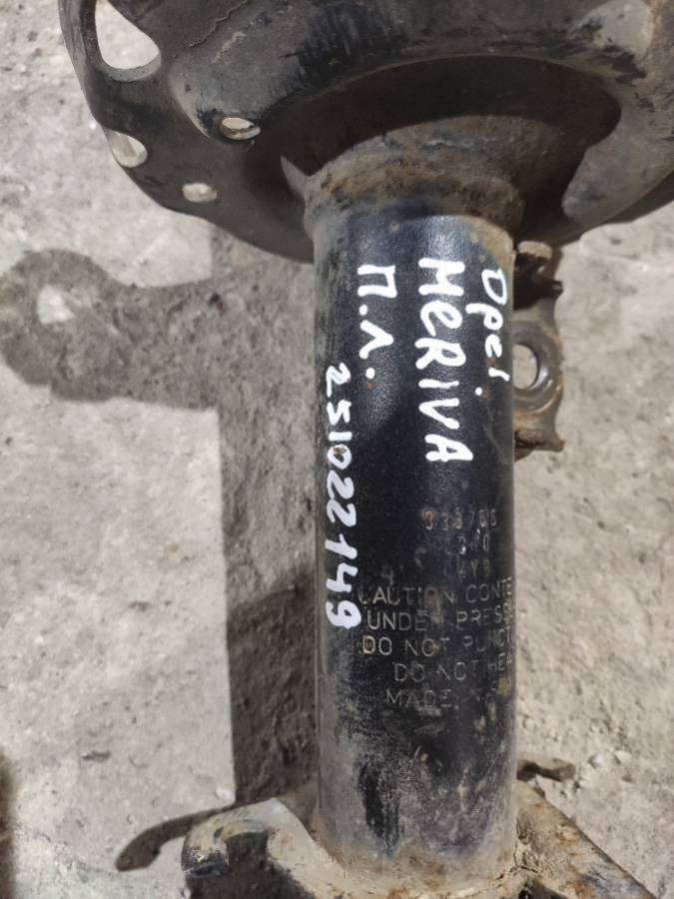 Opel
MERIVA
П.Л.
251022149
CAUTION CONTE
UNDER PRESS
DO NOT PUNCT
DO NOT HEA
MADE